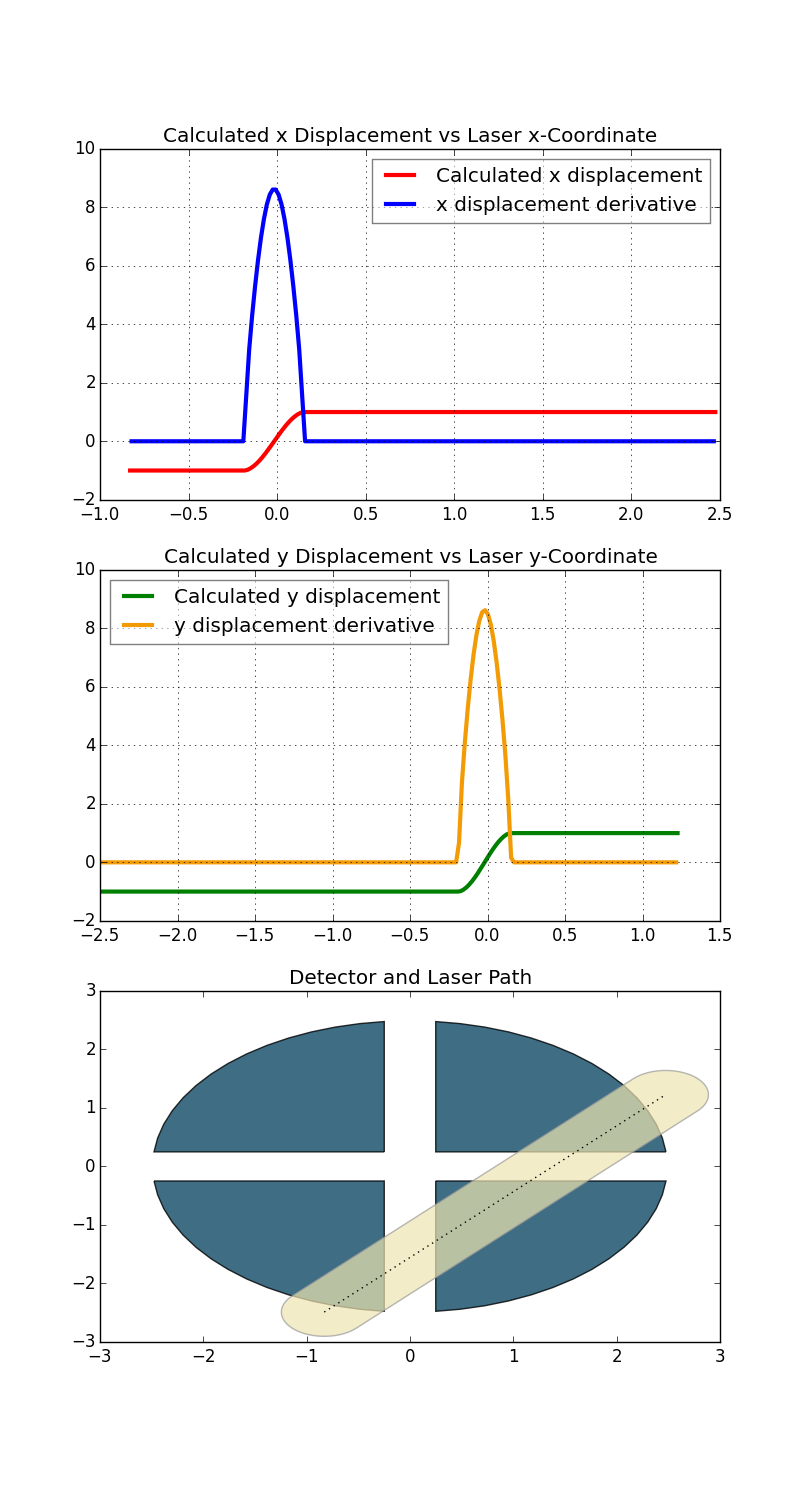 Calculated x Displacement vs Laser x-Coordinate
10
8
6
4
2
0
−2
Calculated x displacement
x displacement derivative
−1.0 −0.5 0.0 0.5 1.0 1.5 2.0 2.5
Calculated y Displacement vs Laser y-Coordinate
10
8
6
4
2
0
−2
Calculated y displacement
y displacement derivative
−2.5 −2.0 −1.5 −1.0 −0.5 0.0 0.5 1.0 1.5
Detector and Laser Path
3
2
1
0
−1
−2
−3
−3 −2 −1 0 1 2 3